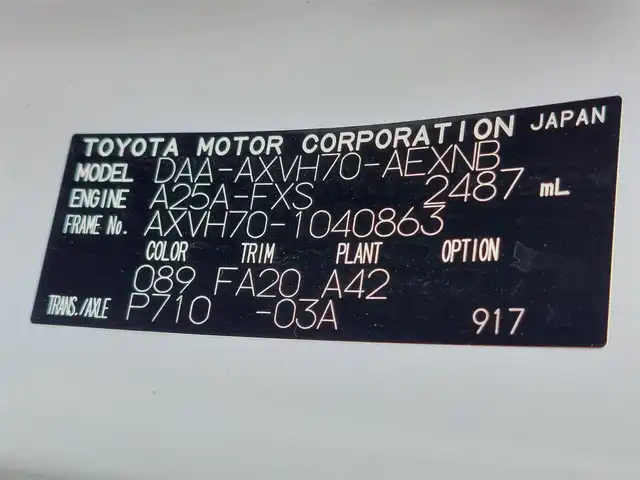 TOYOTA MOTOR CORPORATION JAPAN
MODEL DAA-AXVH70-AEXNB
ENGINE A25A-FXS 2487 mL
FRAME No. AXVH70-1040863
COLOR TRIM PLANT OPTION
089 FA20 A42
TRANS./AXLE P710 -03A 917